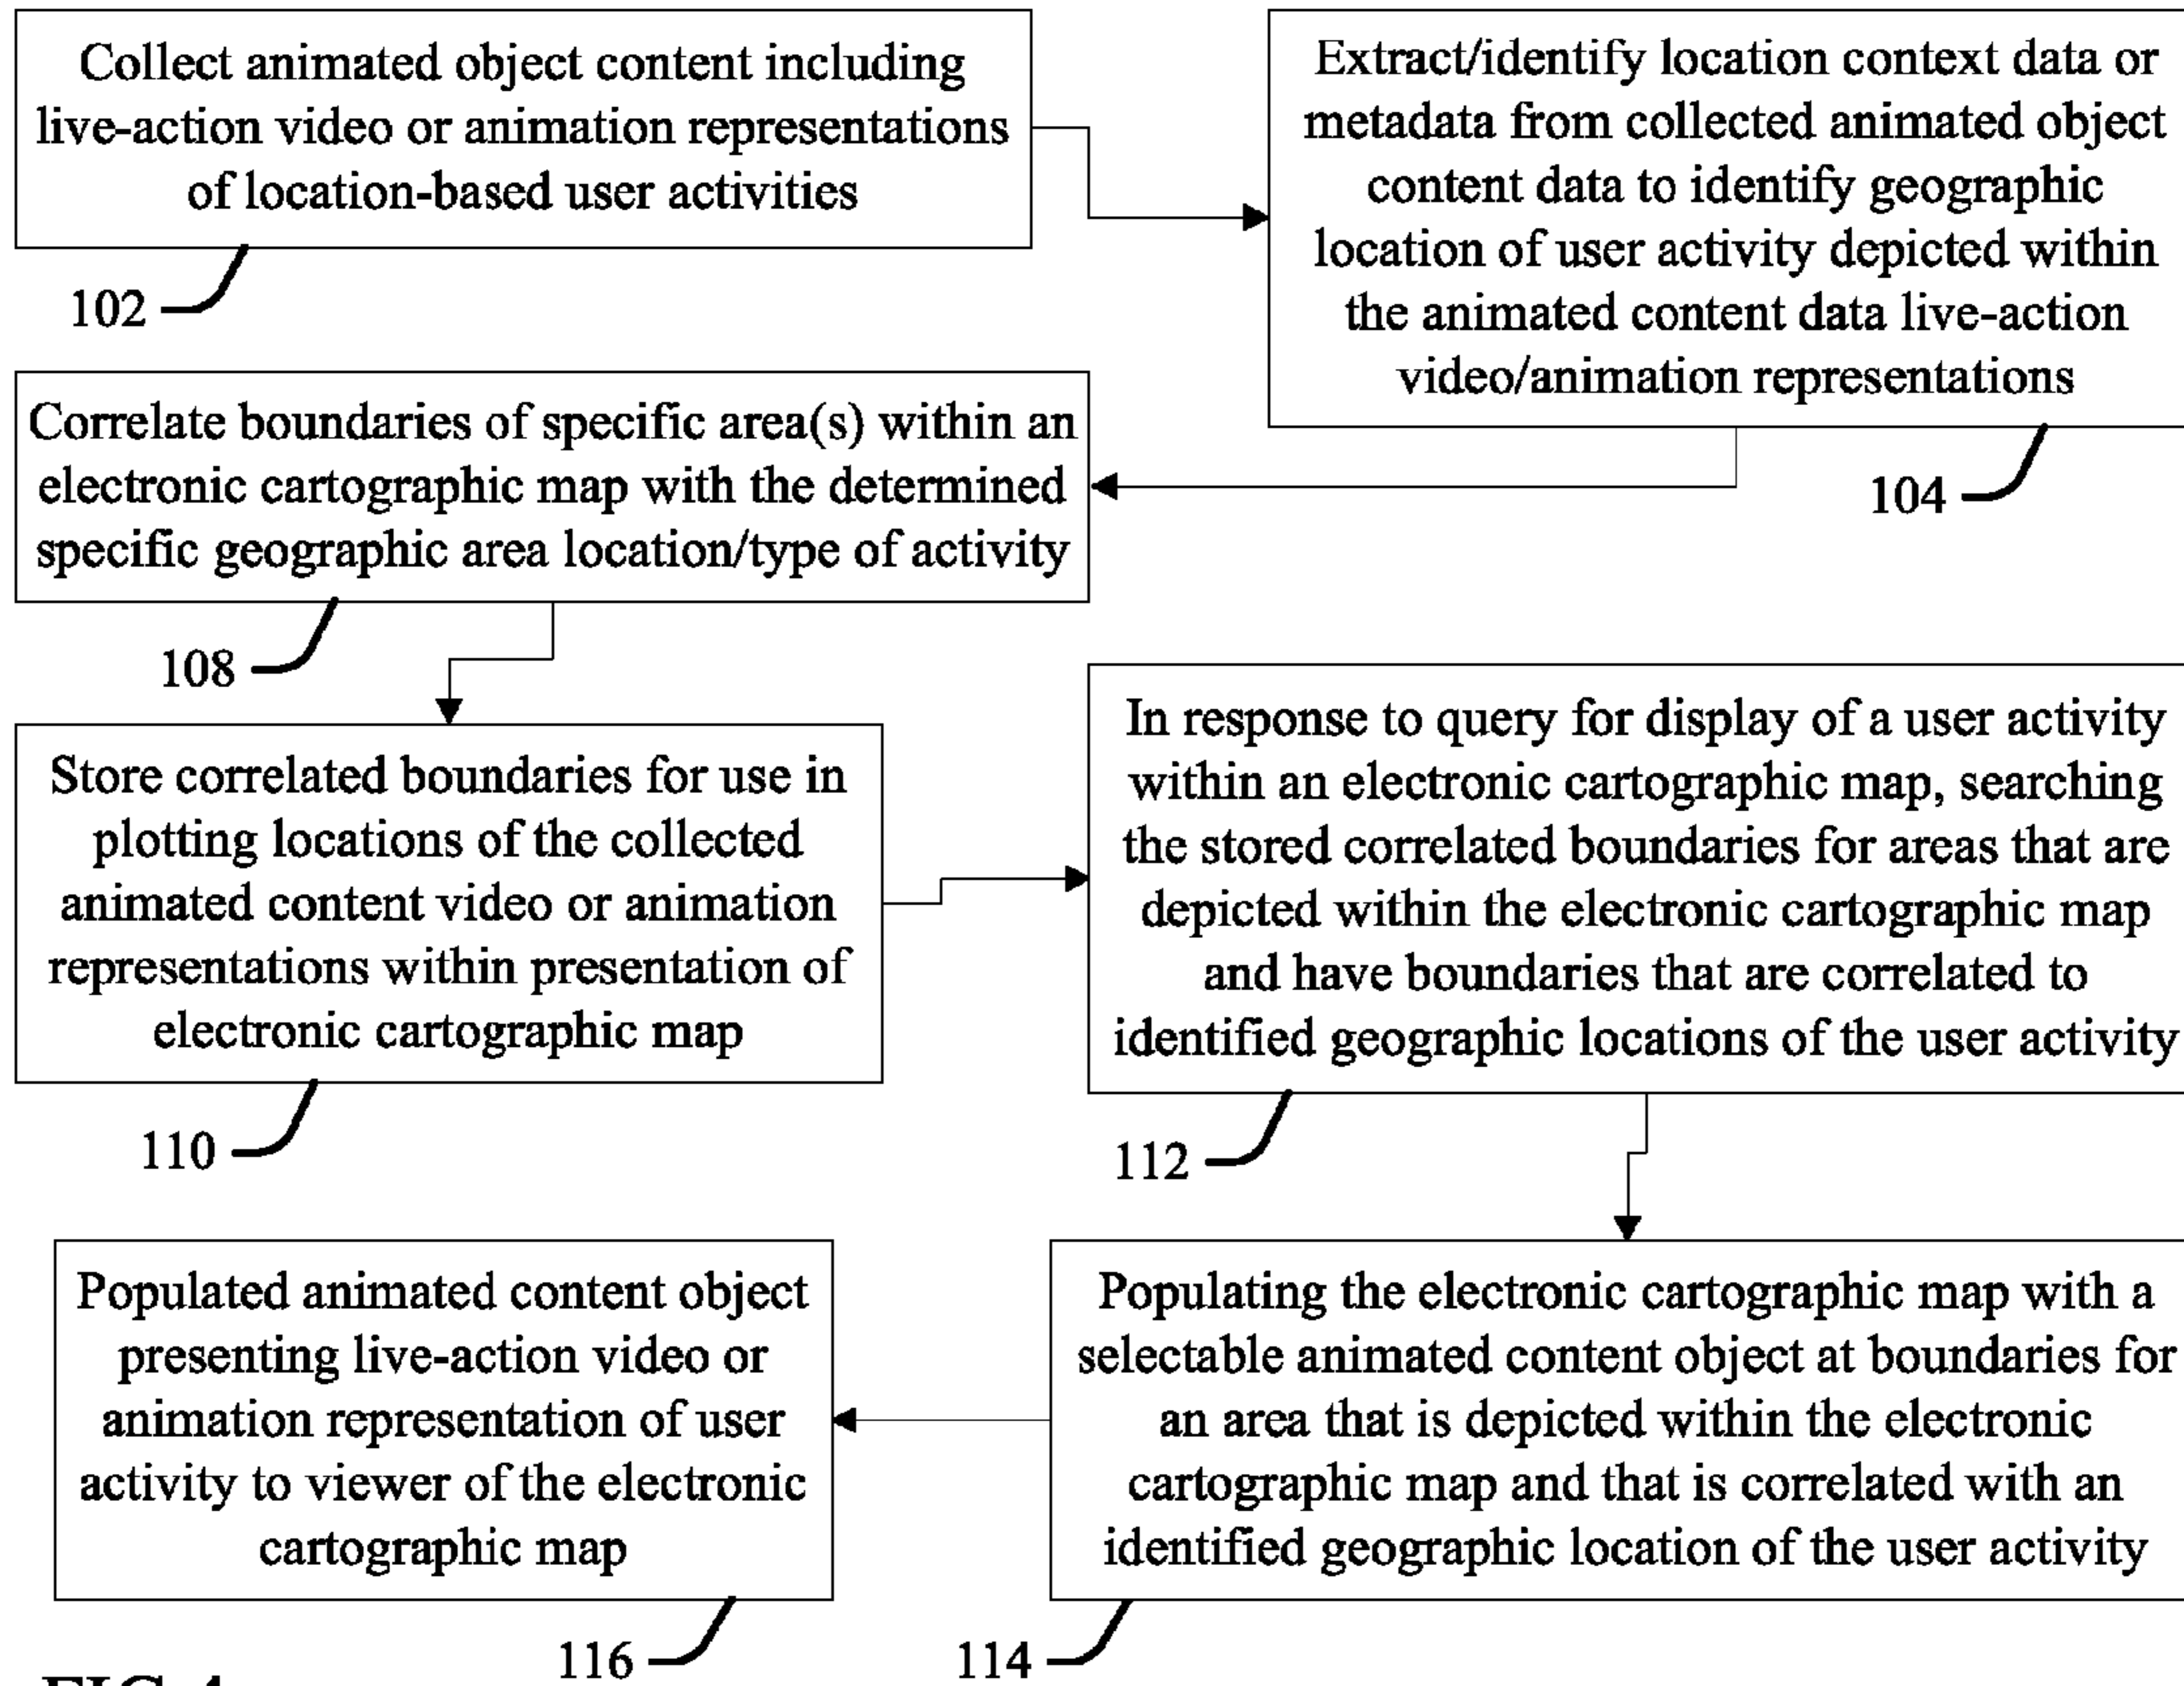 Collect animated object content including
live-action video or animation representations
of location-based user activities
102
Extract/identify location context data or
metadata from collected animated object
content data to identify geographic
location of user activity depicted within
the animated content data live-action
video/animation representations
104
Correlate boundaries of specific area(s) within an
electronic cartographic map with the determined
specific geographic area location/type of activity
108
Store correlated boundaries for use in
plotting locations of the collected
animated content video or animation
representations within presentation of
electronic cartographic map
110
In response to query for display of a user activity
within an electronic cartographic map, searching
the stored correlated boundaries for areas that are
depicted within the electronic cartographic map
and have boundaries that are correlated to
identified geographic locations of the user activity
112
Populating the electronic cartographic map with a
selectable animated content object at boundaries for
an area that is depicted within the electronic
cartographic map and that is correlated with an
identified geographic location of the user activity
114
Populated animated content object
presenting live-action video or
animation representation of user
activity to viewer of the electronic
cartographic map
116